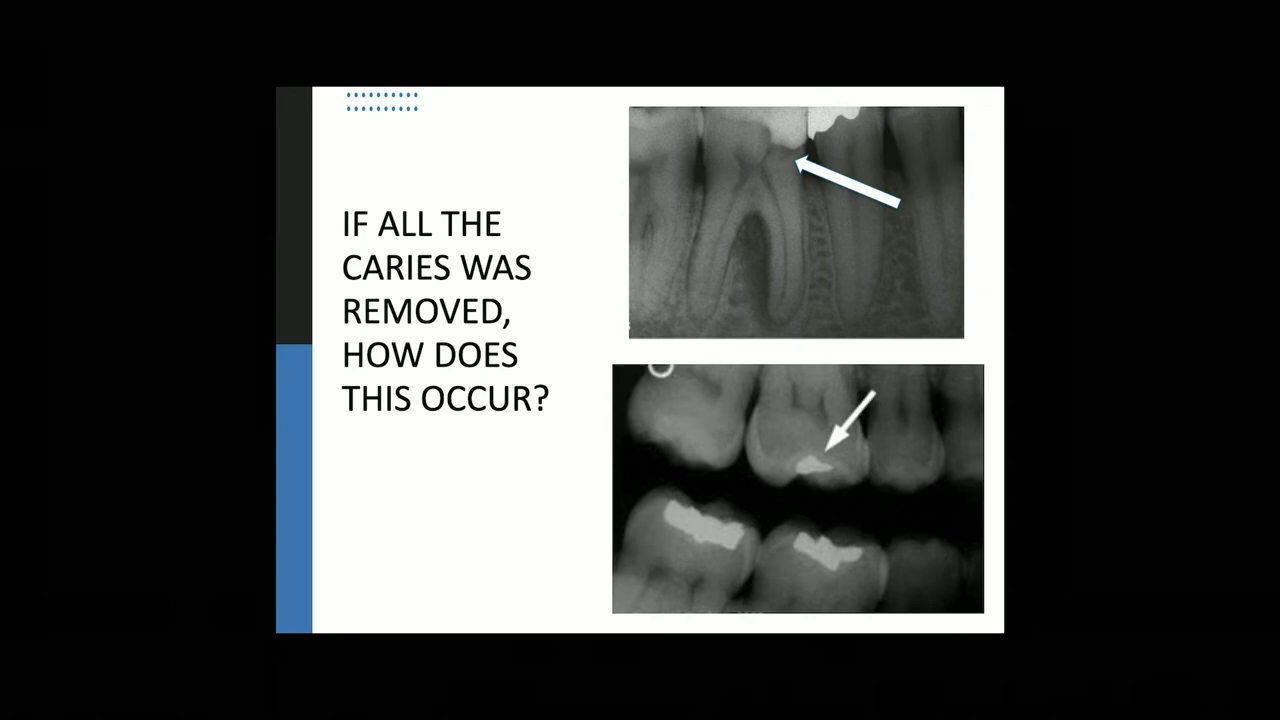 IF ALL THE
CARIES WAS
REMOVED,
HOW DOES
THIS OCCUR?